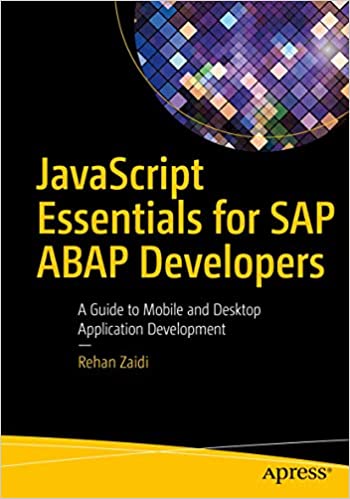 JavaScript
Essentials for SAP
ABAP Developers
A Guide to Mobile and Desktop
Application Development
—
Rehan Zaidi
Apress®